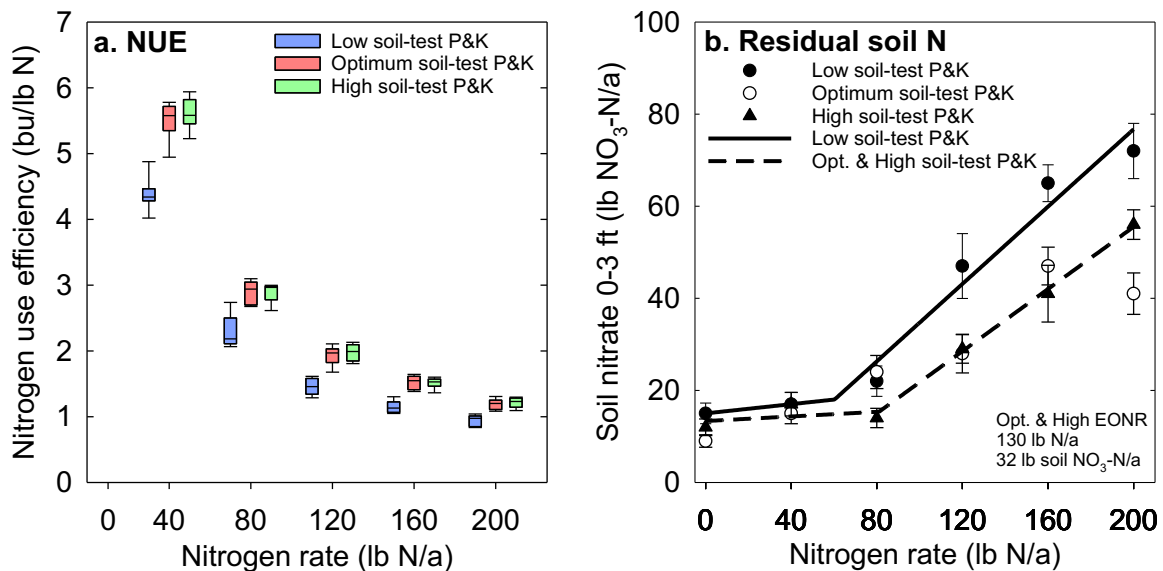 a. NUE
Low soil-test P&K
Optimum soil-test P&K
High soil-test P&K
Nitrogen use efficiency (bu/lb N)
7
6
5
4
3
2
1
0
0 40 80 120 160 200
Nitrogen rate (lb N/a)
b. Residual soil N
Low soil-test P&K
Optimum soil-test P&K
High soil-test P&K
Low soil-test P&K
Opt. & High soil-test P&K
Soil nitrate 0-3 ft (lb NO₃-N/a)
100
80
60
40
20
0
Opt. & High EONR
130 lb N/a
32 lb soil NO₃-N/a
0 40 80 120 160 200
Nitrogen rate (lb N/a)